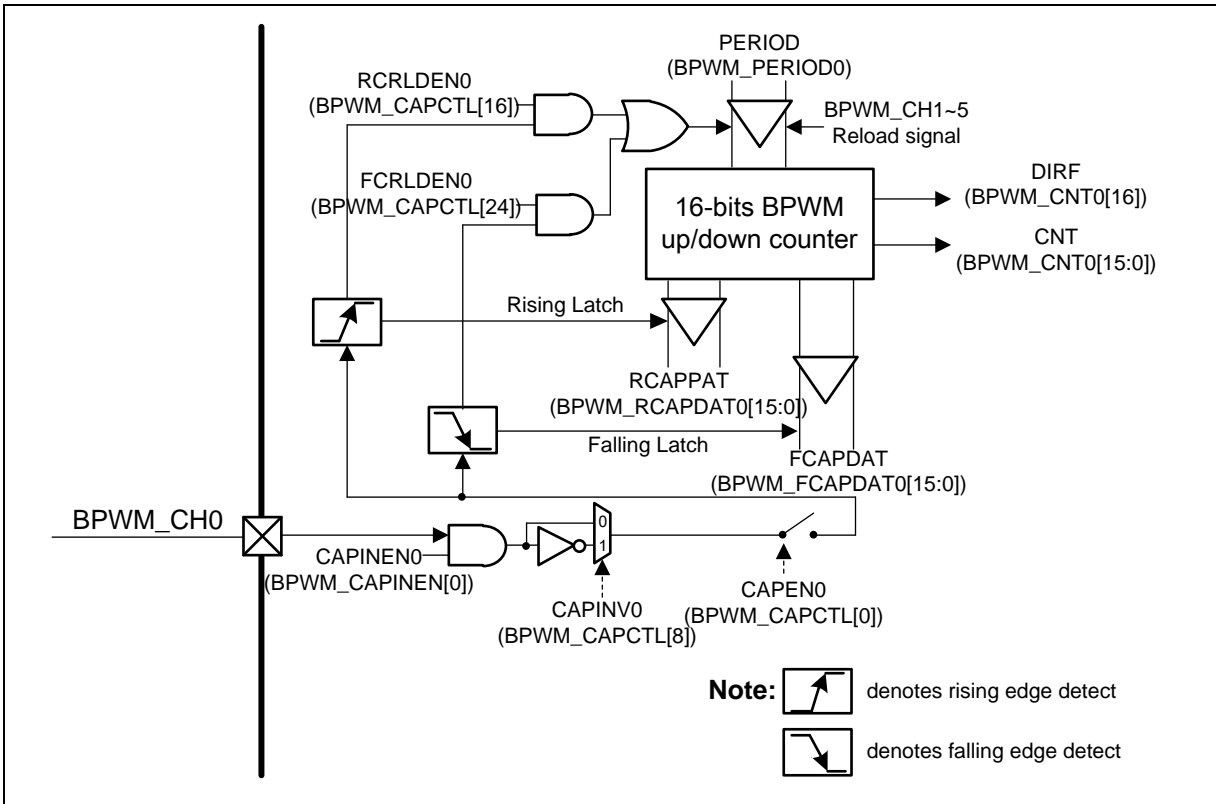 PERIOD
(BPWM_PERIOD0)
RCRLDEN0
(BPWM_CAPCTL[16])
BPWM_CH1~5
Reload signal
FCRLDEN0
(BPWM_CAPCTL[24])
16-bits BPWM
up/down counter
DIRF
(BPWM_CNT0[16])
CNT
(BPWM_CNT0[15:0])
Rising Latch
RCAPPAT
(BPWM_RCAPDAT0[15:0])
Falling Latch
FCAPDAT
(BPWM_FCAPDAT0[15:0])
BPWM_CH0
CAPINEN0
(BPWM_CAPINEN[0])
0
1
CAPINV0
(BPWM_CAPCTL[8])
CAPEN0
(BPWM_CAPCTL[0])
Note:
denotes rising edge detect
denotes falling edge detect